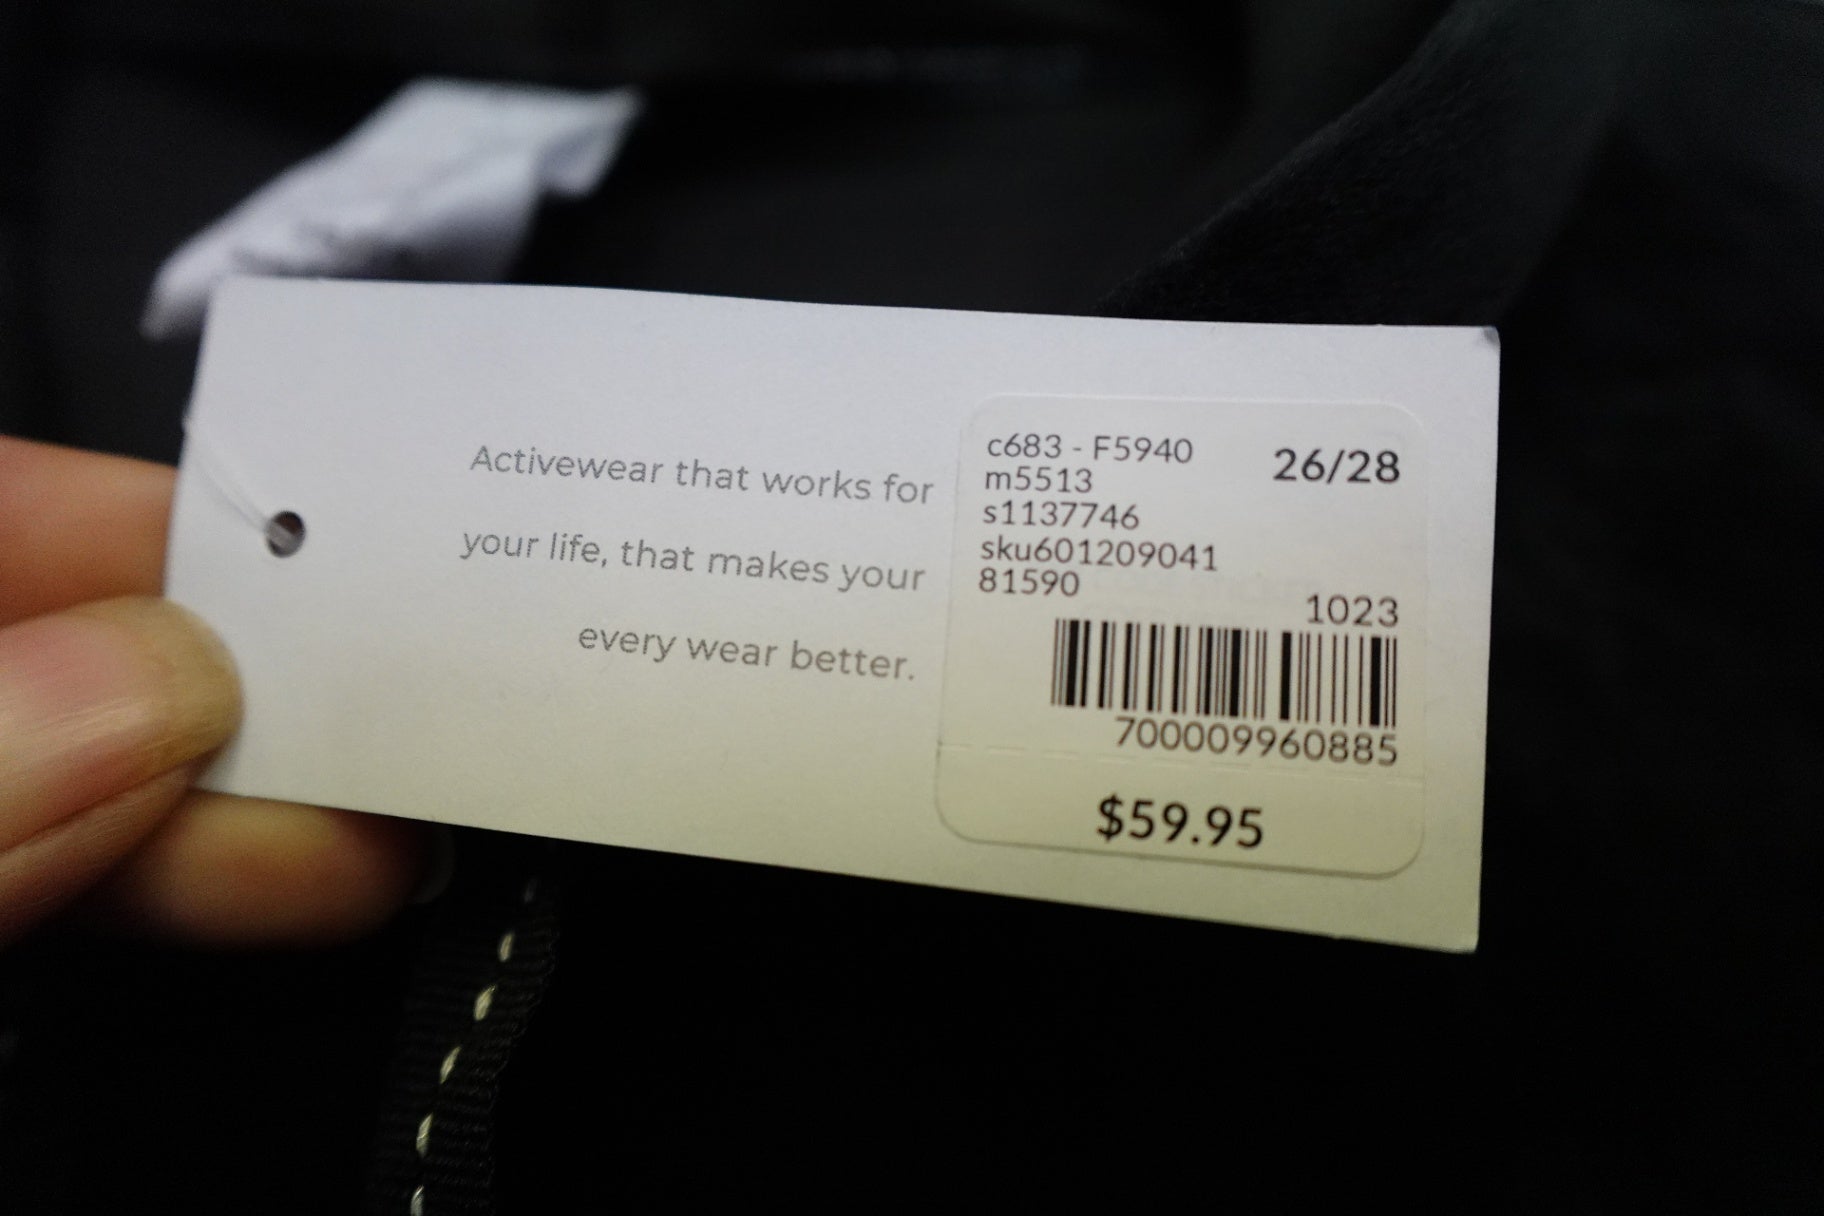 Activewear that works for
your life, that makes your
every wear better.
c683 - F5940
26/28
m5513
s1137746
sku601209041
81590
1023
700009960885
$59.95